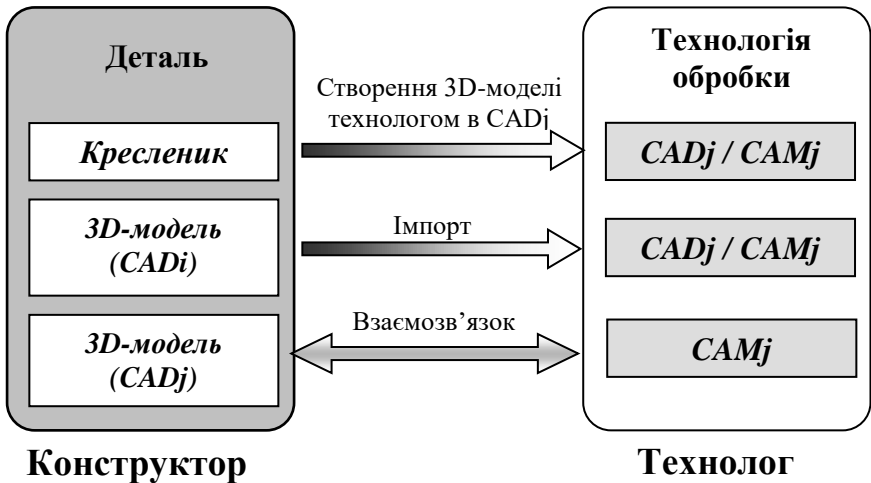 Деталь
Кресленик
3D-модель
(CADi)
3D-модель
(CADj)
Конструктор
Створення 3D-моделі
технологом в CADj
Імпорт
Взаємозв’язок
Технологія
обробки
CADj / CAMj
CADj / CAMj
CAMj
Технолог